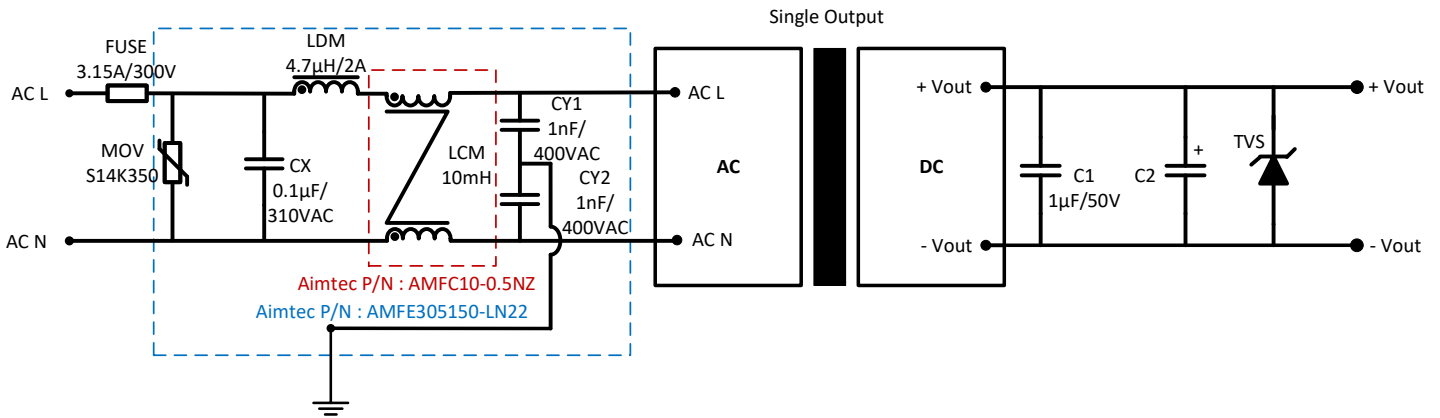 Single Output
FUSE
3.15A/300V
LDM
4.7µH/2A
AC L
MOV
S14K350
CX
0.1µF/
310VAC
LCM
10mH
CY1
1nF/
400VAC
CY2
1nF/
400VAC
AC N
Aimtec P/N : AMFC10-0.5NZ
Aimtec P/N : AMFE305150-LN22
AC L
AC
AC N
+ Vout
DC
- Vout
C1
1µF/50V
C2
+
TVS
+ Vout
- Vout